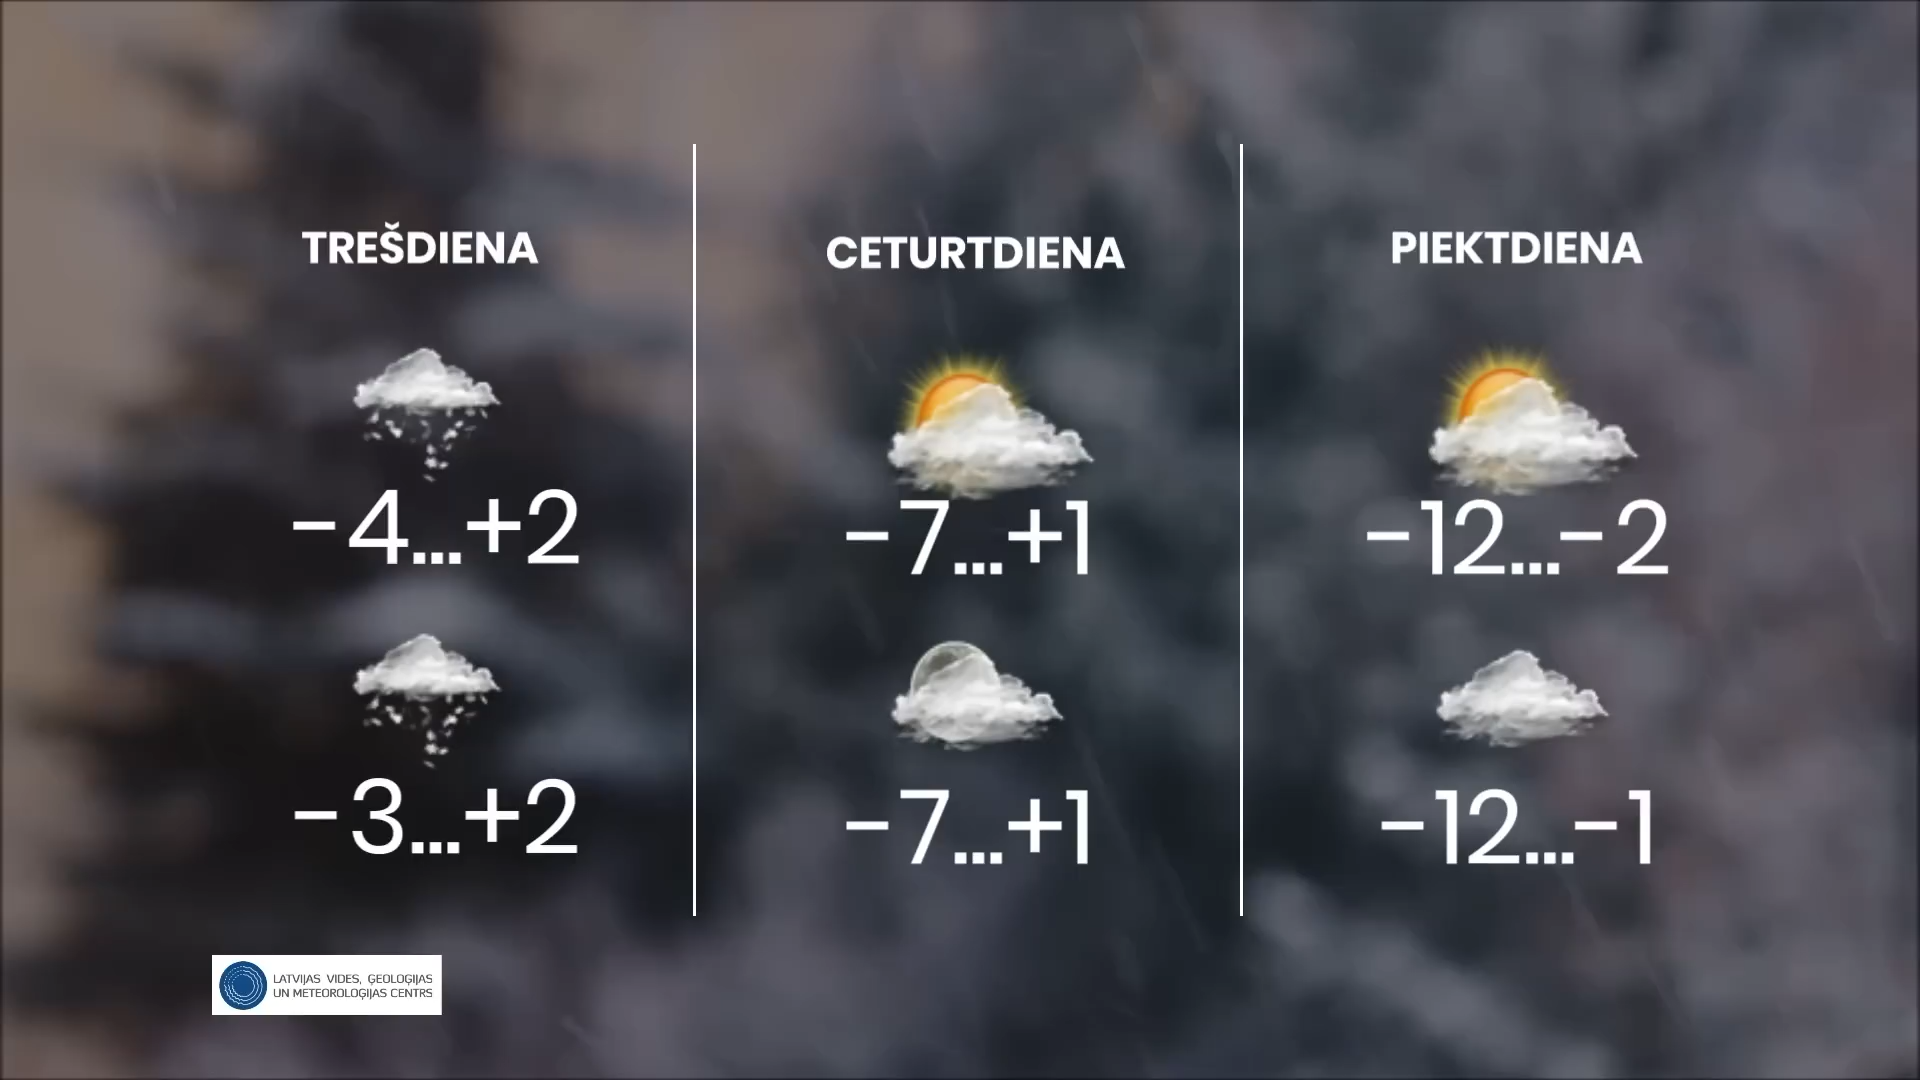 TREŠDIENA
-4...+2
-3...+2
CETURTDIENA
-7...+1
-7...+1
PIEKTDIENA
-12...-2
-12...-1
LATVIJAS VIDES, ĢEOLOĢIJAS
UN METEOROLOĢIJAS CENTRS